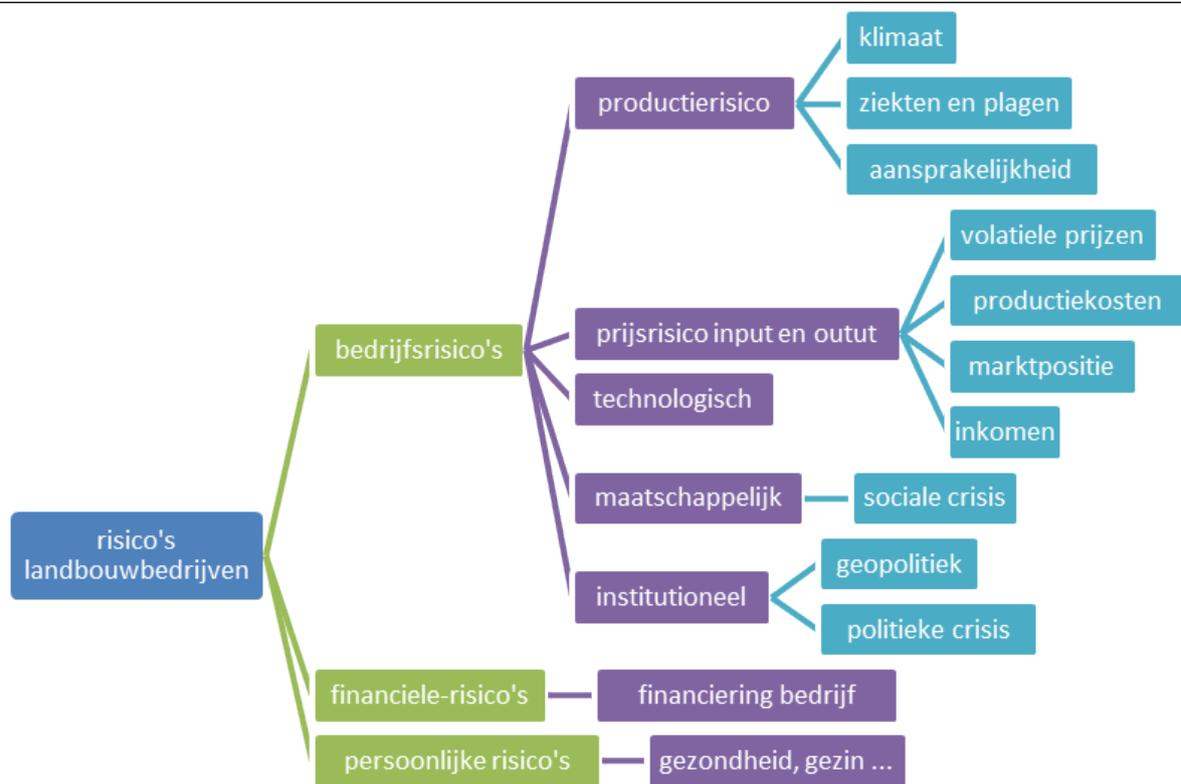 klimaat
productierisico
ziekten en plagen
aansprakelijkheid
volatiele prijzen
productiekosten
bedrijfsrisico's
prijsrisico input en outut
marktpositie
technologisch
inkomen
maatschappelijk
sociale crisis
risico's
landbouwbedrijven
geopolitiek
institutioneel
politieke crisis
financiele-risico's
financiering bedrijf
persoonlijke risico's
gezondheid, gezin ...